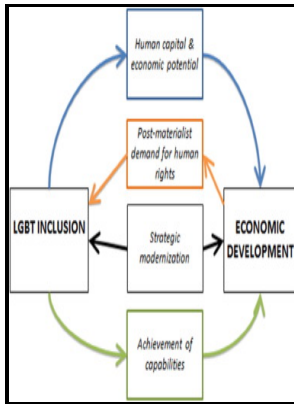 Human capital &
economic potential
Post-materialist
demand for human
rights
LGBT INCLUSION
Strategic
modernization
ECONOMIC
DEVELOPMENT
Achievement of
capabilities